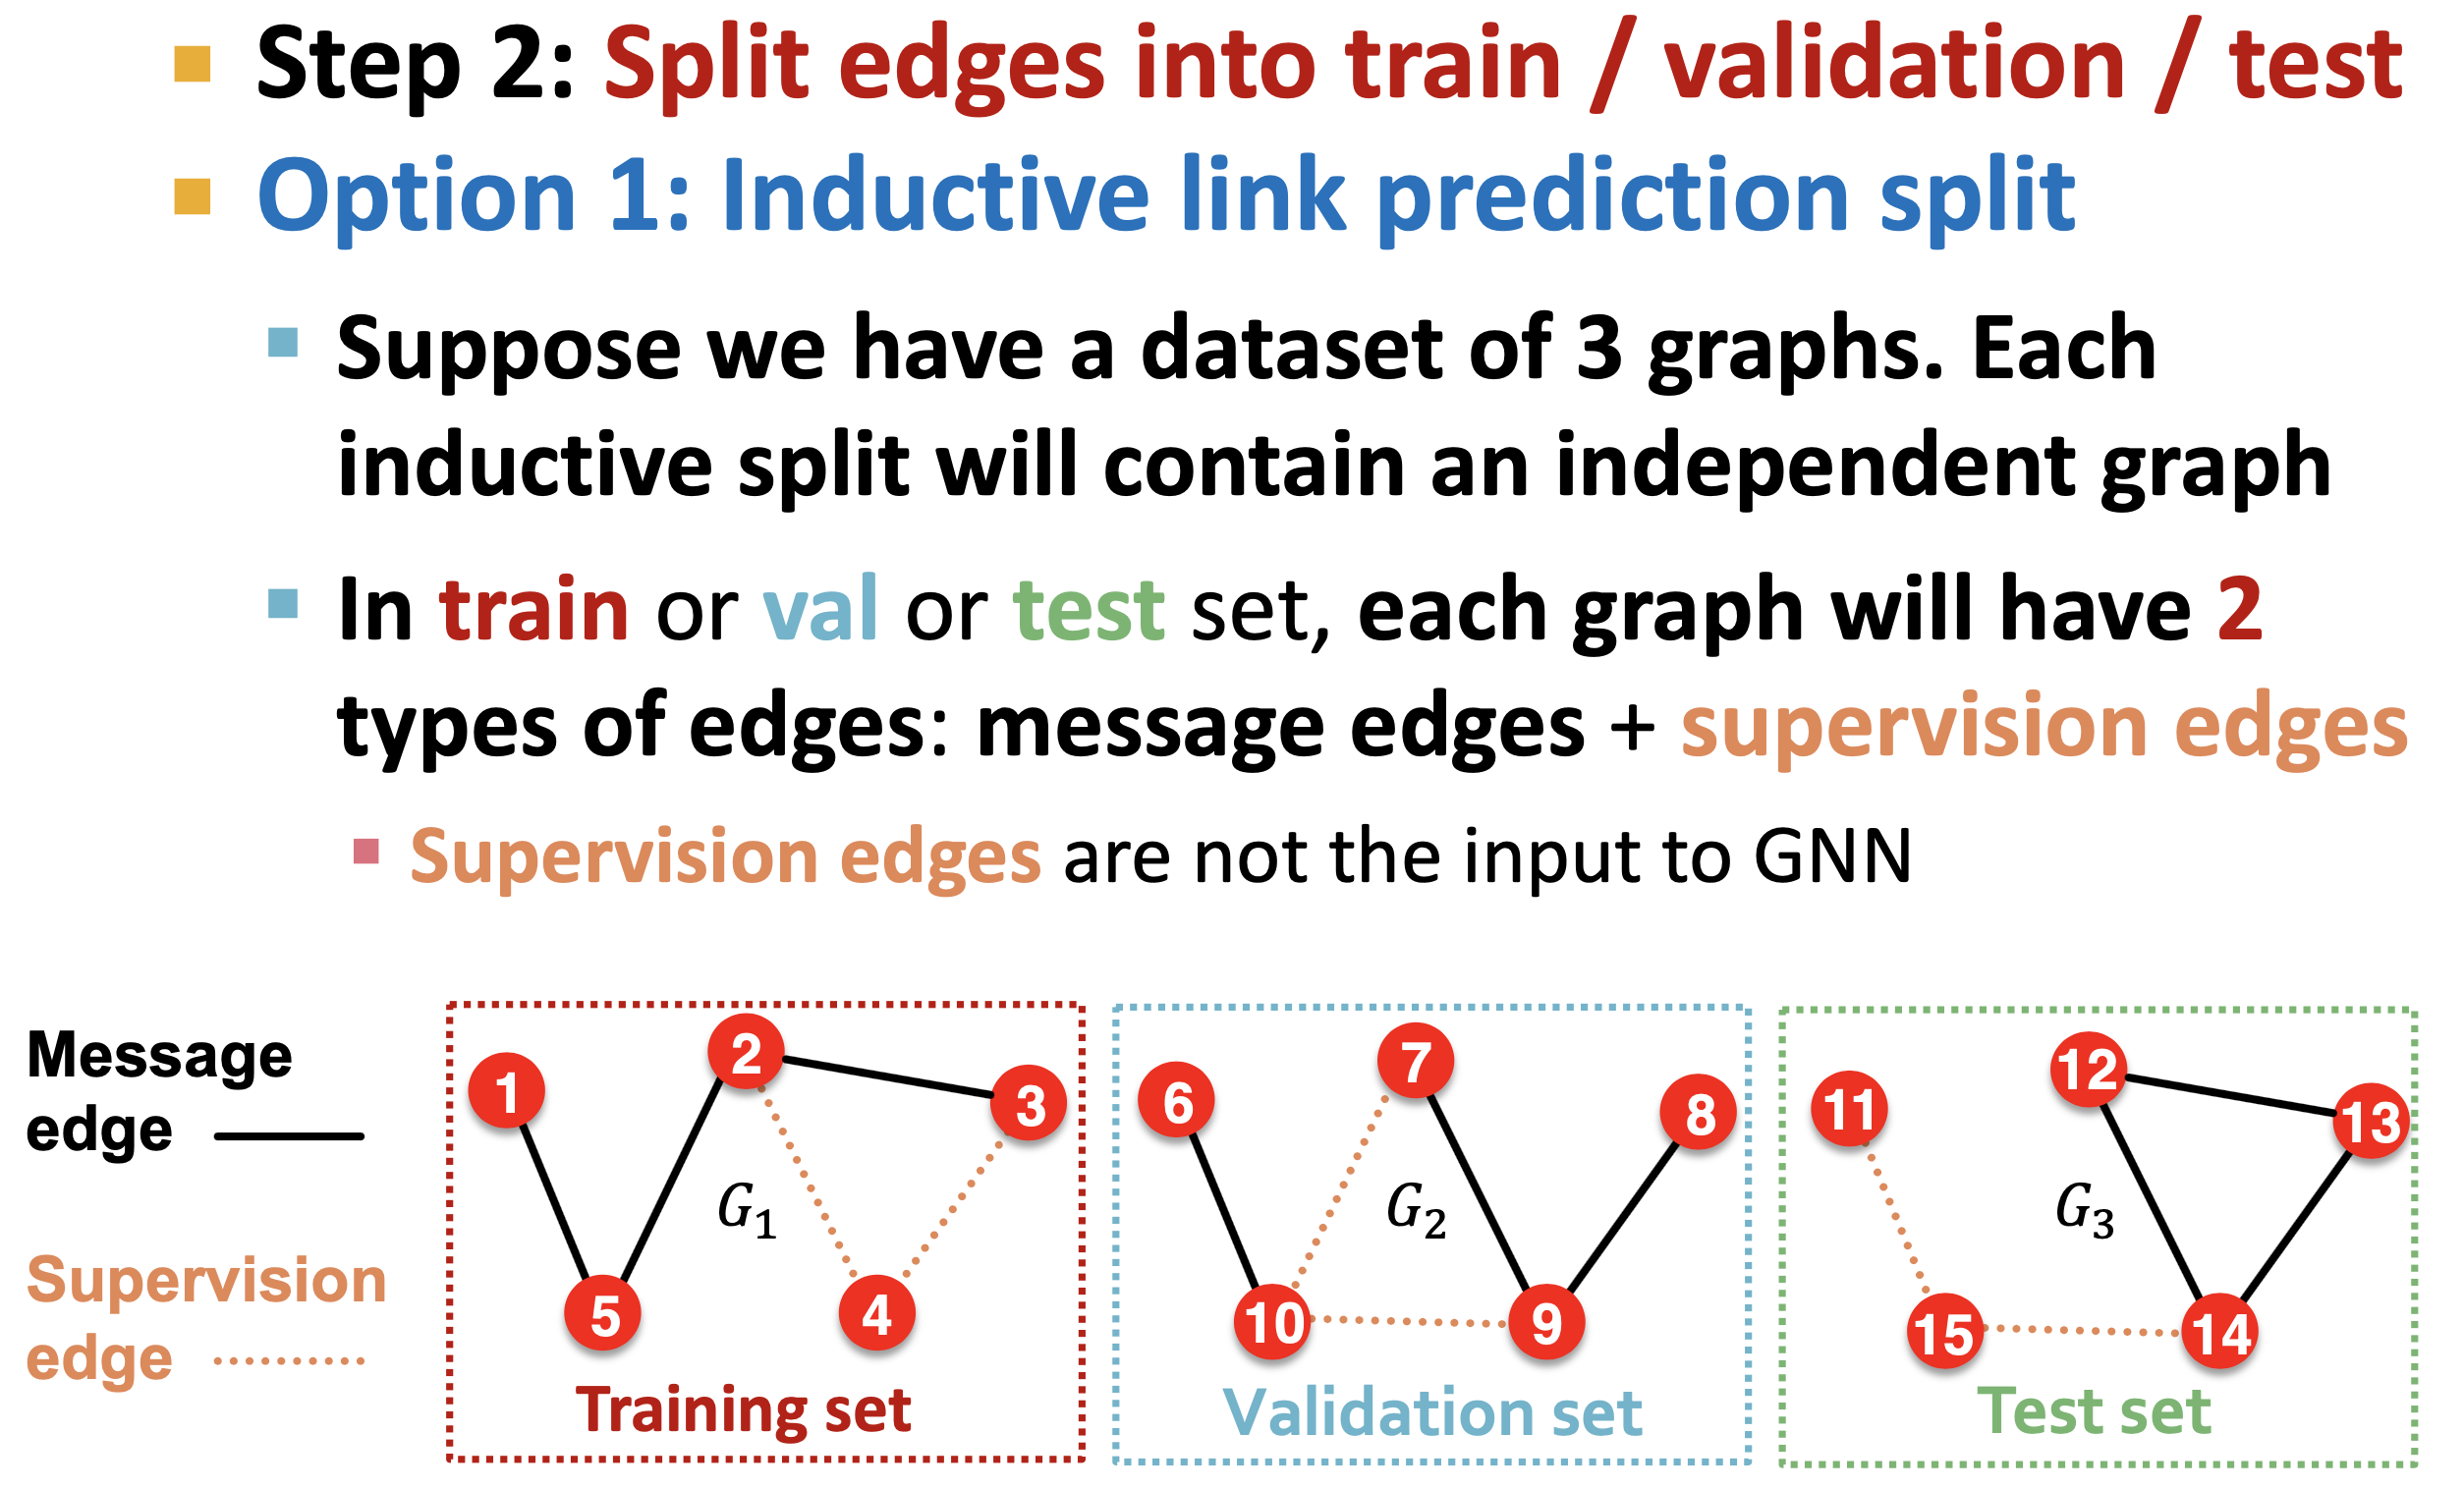 Step 2: Split edges into train / validation / test
Option 1: Inductive link prediction split
Suppose we have a dataset of 3 graphs. Each
inductive split will contain an independent graph
In train or val or test set, each graph will have 2
types of edges: message edges + supervision edges
Supervision edges are not the input to GNN
Message
edge
Supervision
edge
1
2
3
G₁
5
4
Training set
6
7
8
G₂
10
9
Validation set
11
12
13
G₃
15
14
Test set